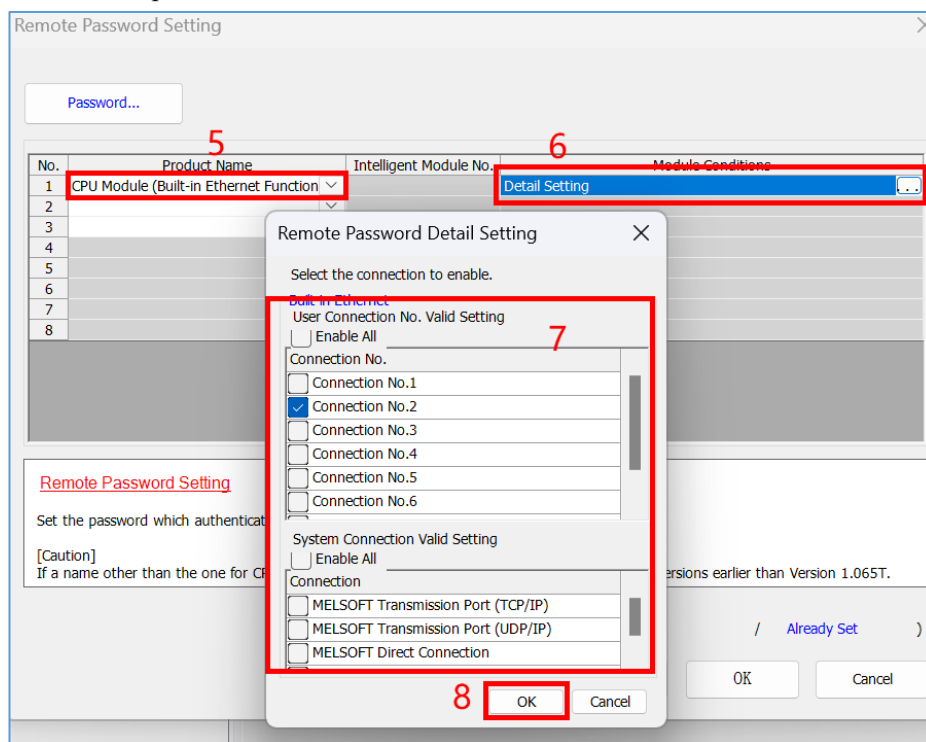 Remote Password Setting
Password...
5
6
No. Product Name Intelligent Module No. Module Conditions
1 CPU Module (Built-in Ethernet Function Detail Setting ...
2
3
4
5
6
7
8
Remote Password Detail Setting
Select the connection to enable.
Built-in Ethernet
User Connection No. Valid Setting
7
Enable All
Connection No.
Connection No.1
Connection No.2
Connection No.3
Connection No.4
Connection No.5
Connection No.6
System Connection Valid Setting
Enable All
Connection
MELSOFT Transmission Port (TCP/IP)
MELSOFT Transmission Port (UDP/IP)
MELSOFT Direct Connection
8
OK Cancel
Remote Password Setting
Set the password which authenticat
[Caution]
If a name other than the one for CP ersions earlier than Version 1.065T.
/ Already Set )
OK Cancel